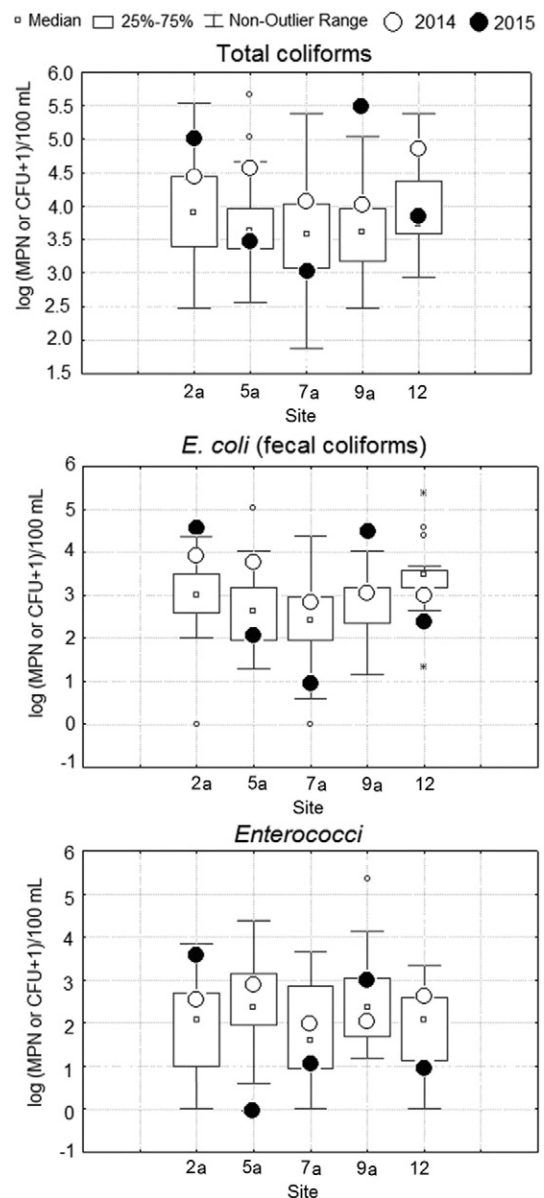 Median 25%-75% Non-Outlier Range 2014 2015
Total coliforms
log (MPN or CFU+1)/100 mL
6.0
5.5
5.0
4.5
4.0
3.5
3.0
2.5
2.0
1.5
2a 5a 7a 9a 12
Site
E. coli (fecal coliforms)
log (MPN or CFU+1)/100 mL
6
5
4
3
2
1
0
-1
2a 5a 7a 9a 12
Site
Enterococci
log (MPN or CFU+1)/100 mL
6
5
4
3
2
1
0
-1
2a 5a 7a 9a 12
Site